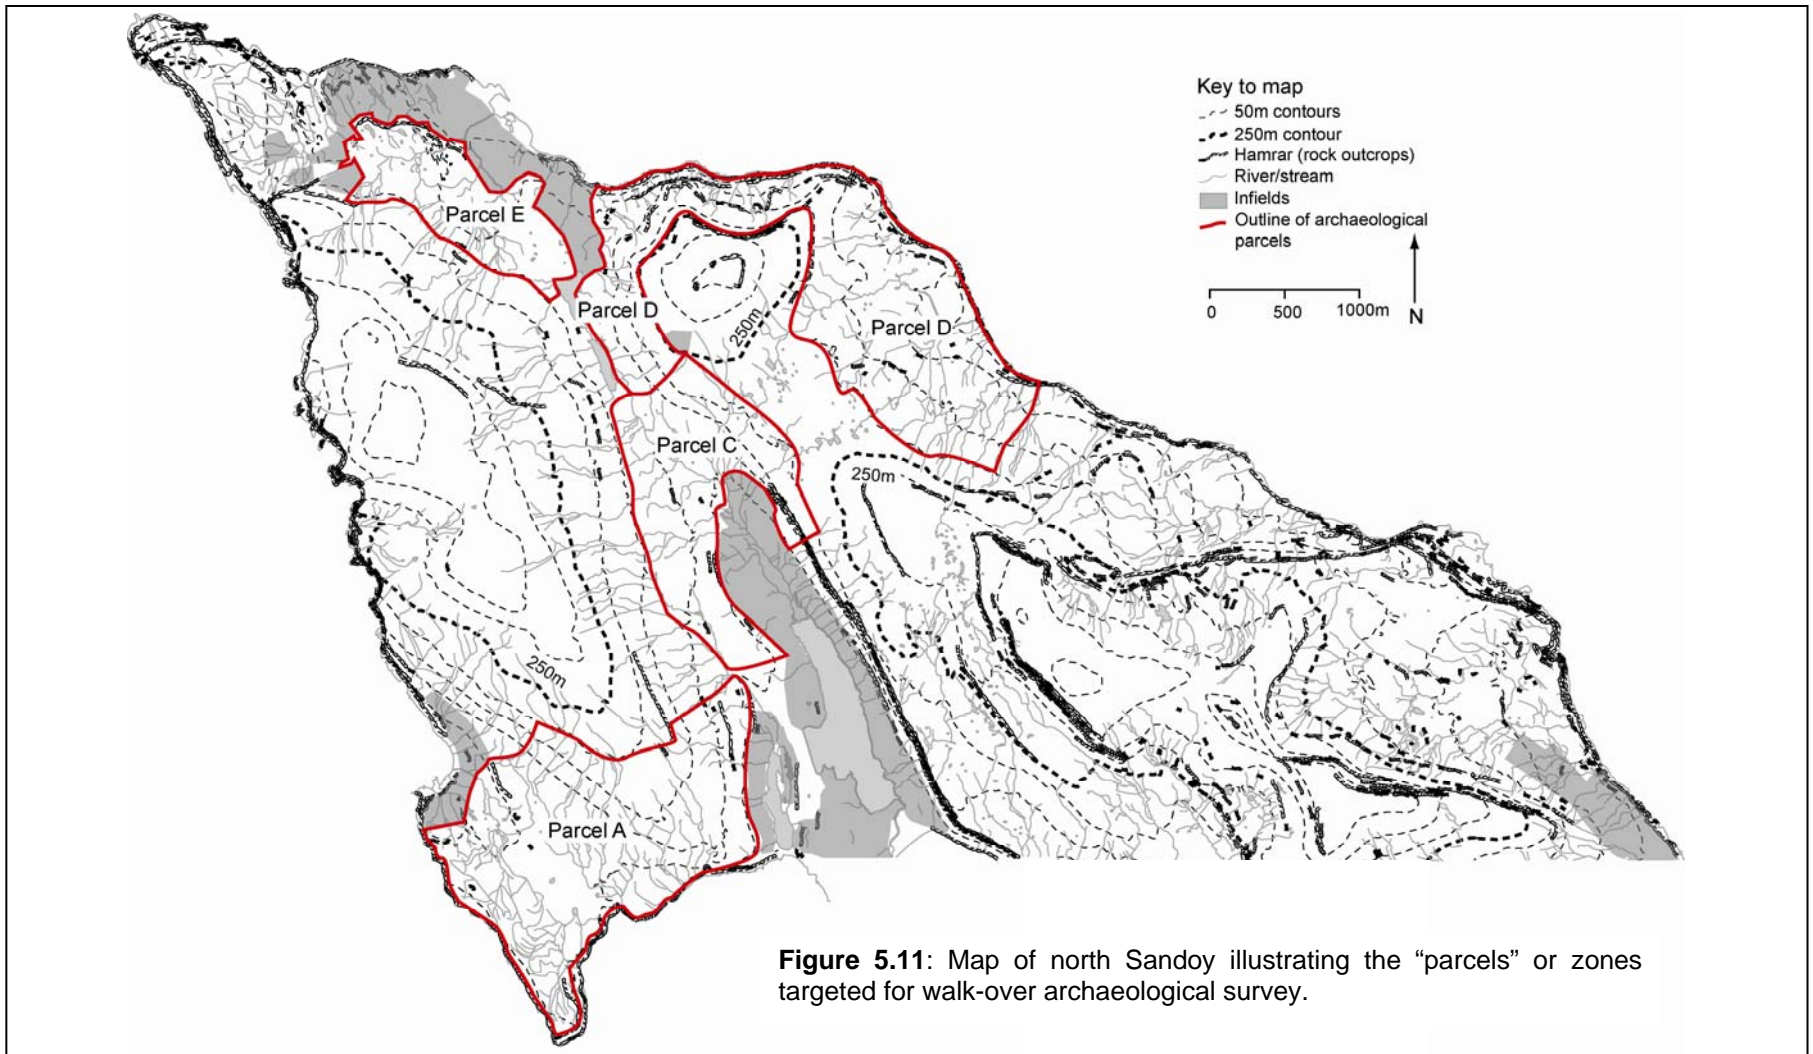 Key to map
50m contours
250m contour
Hamrar (rock outcrops)
River/stream
Infields
Outline of archaeological
parcels
0 500 1000m
N
Parcel E
Parcel D
250m
Parcel D
Parcel C
250m
250m
Parcel A
Figure 5.11: Map of north Sandoy illustrating the “parcels” or zones
targeted for walk-over archaeological survey.